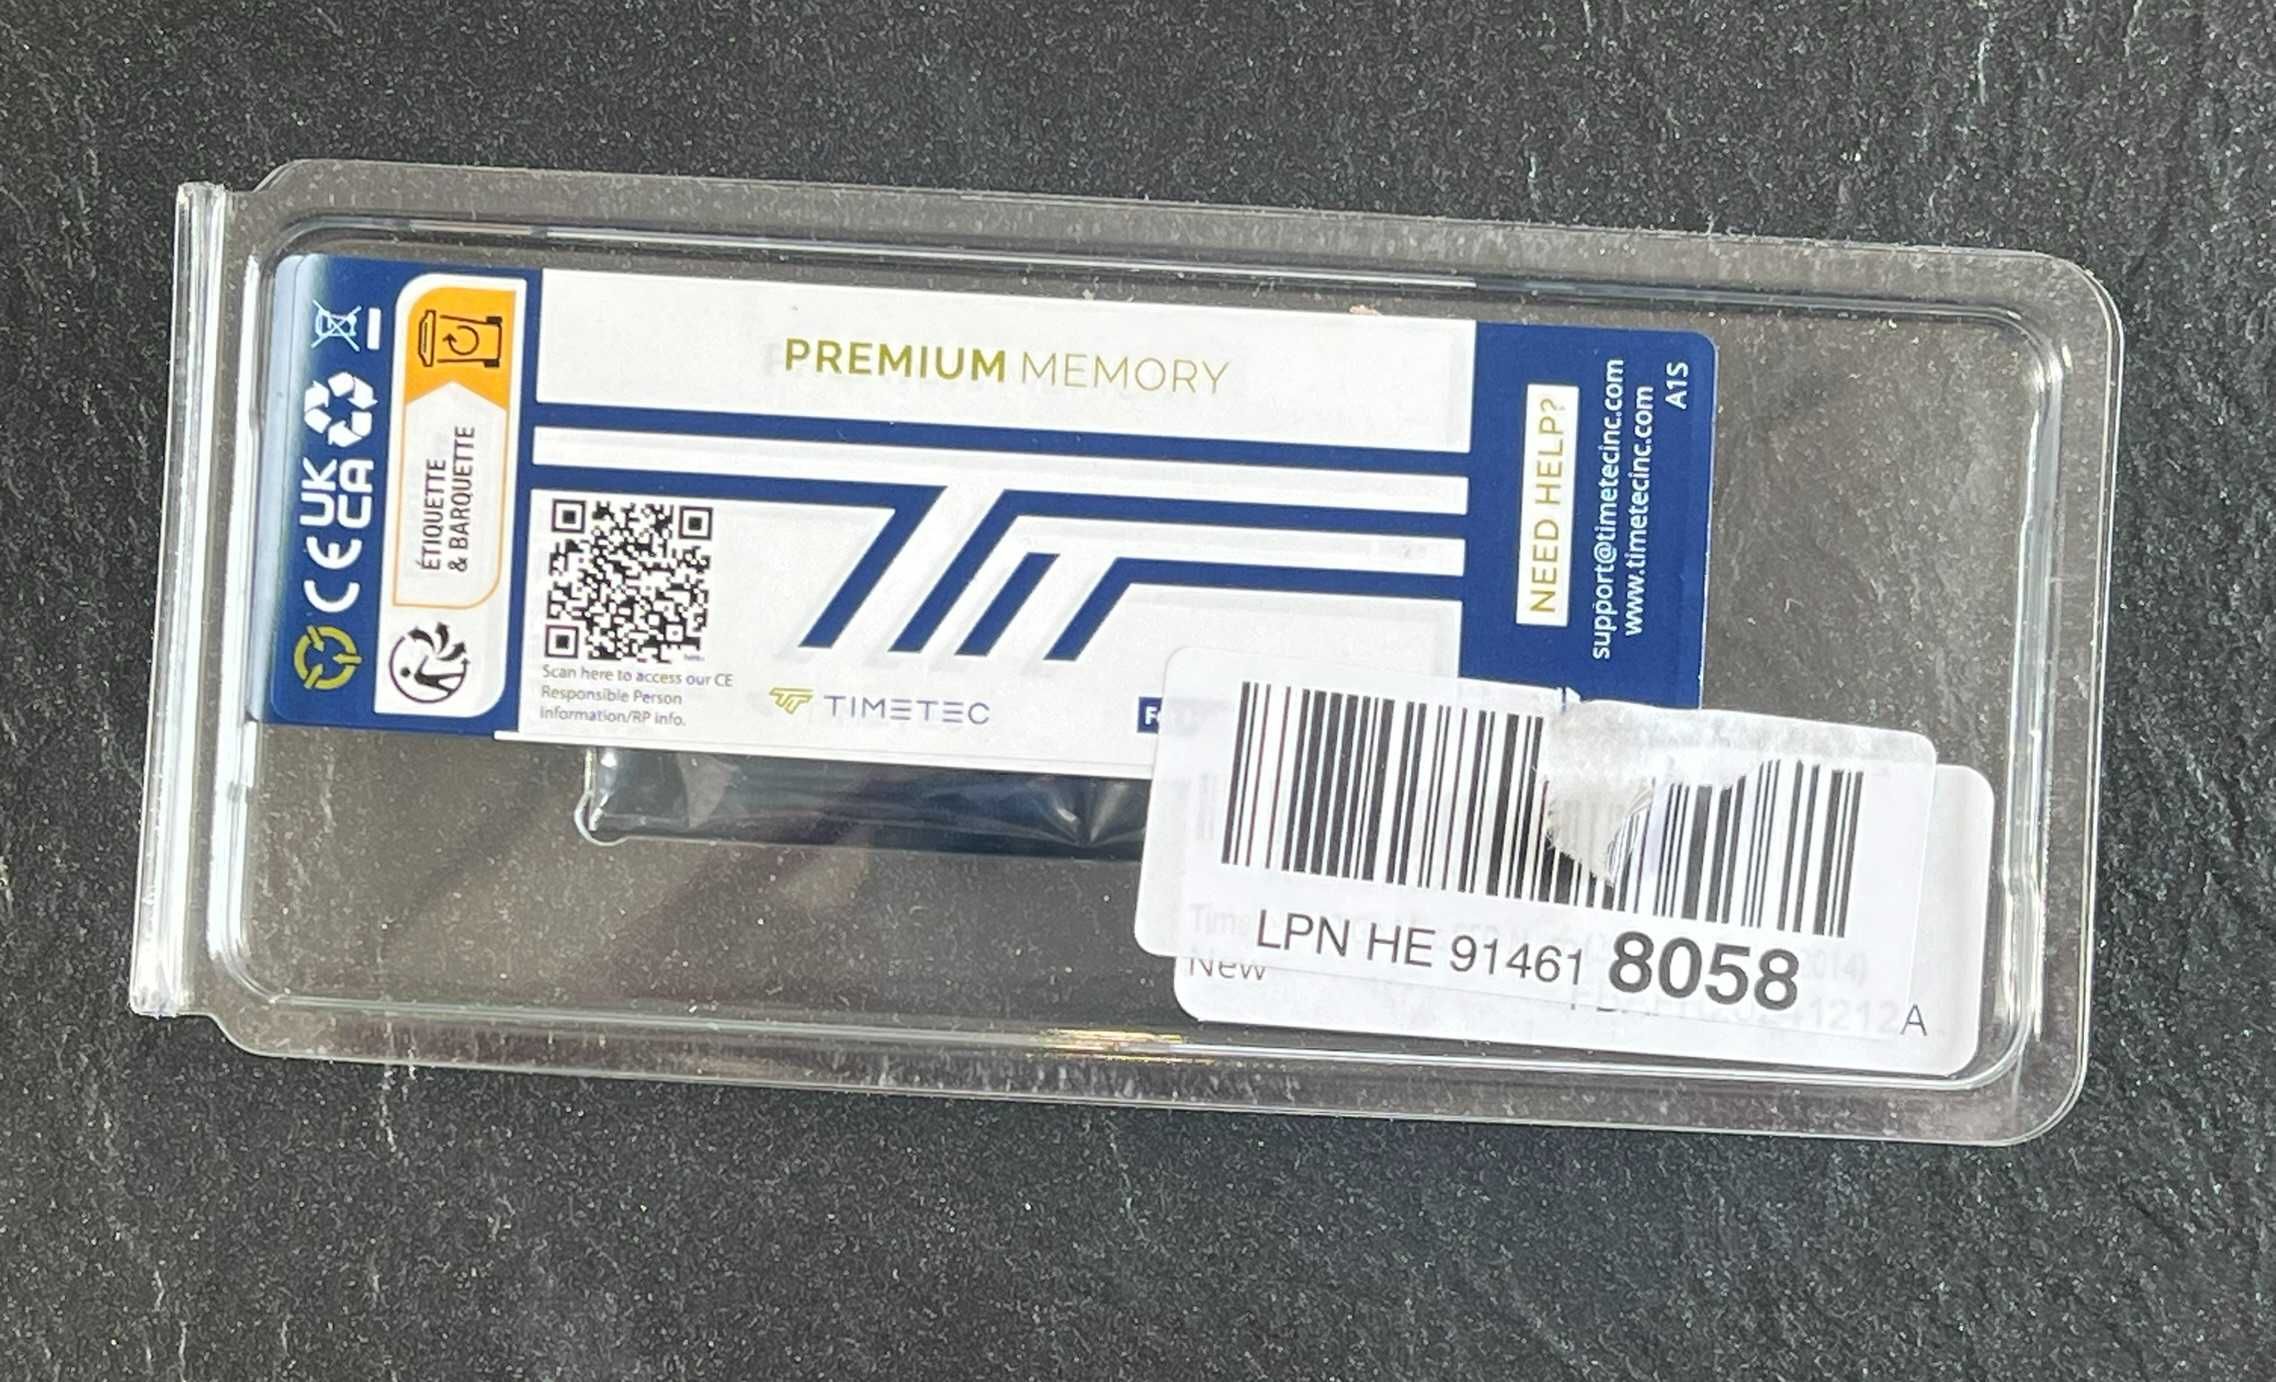 PREMIUM MEMORY
UK
CA
CE
ÉTIQUETTE
& BARQUETTE
Scan here to access our CE
Responsible Person
Information/RP info.
TIMETEC
NEED HELP?
support@timetecinc.com
www.timetecinc.com
A1S
LPN HE 91461 8058
New